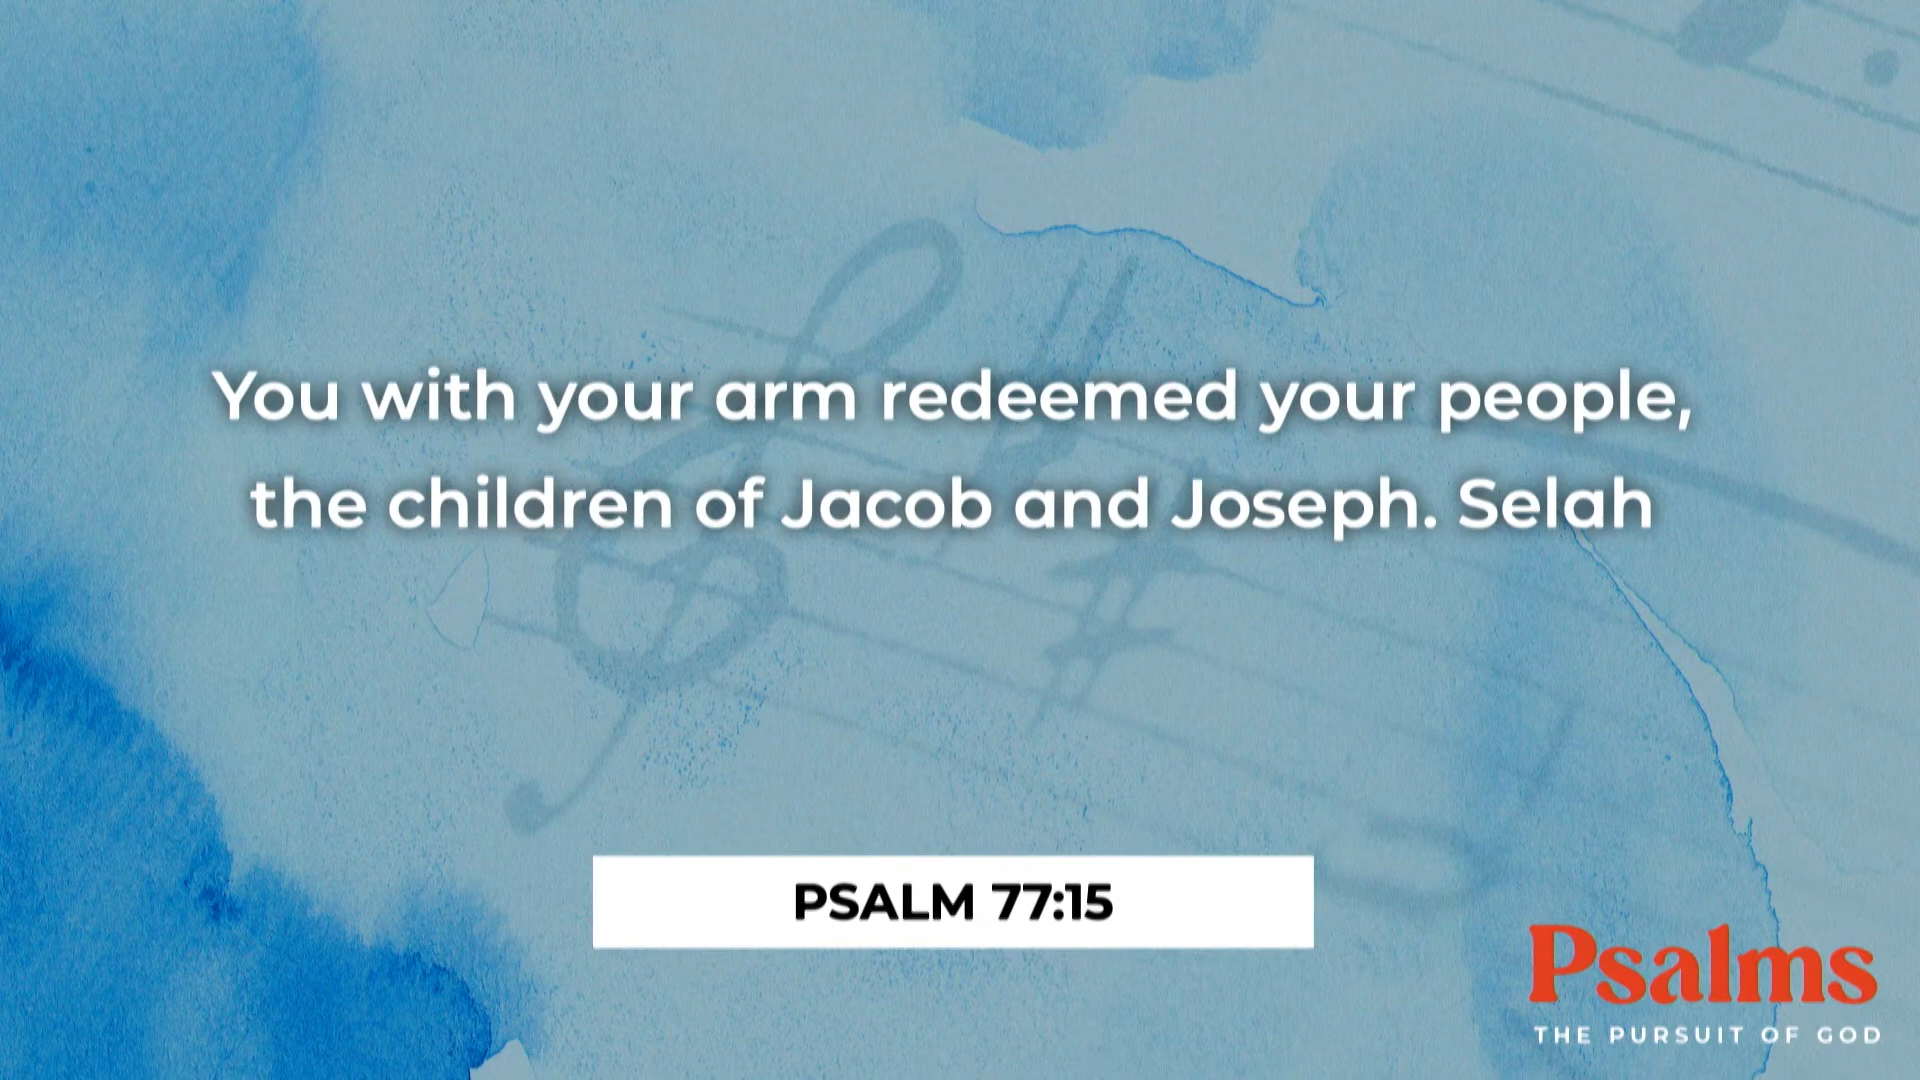 You with your arm redeemed your people,
the children of Jacob and Joseph. Selah
PSALM 77:15
Psalms
THE PURSUIT OF GOD